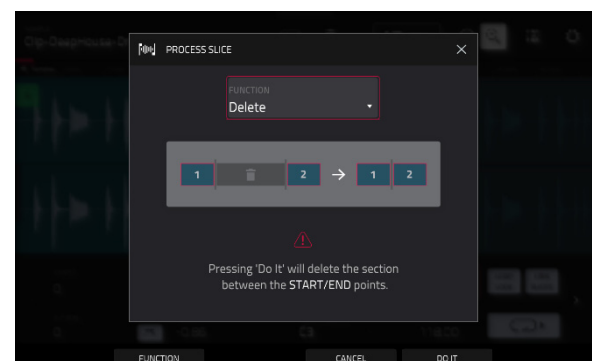 PROCESS SLICE
FUNCTION
Delete
1 2 → 1 2
Pressing 'Do It' will delete the section
between the START/END points.
FUNCTION CANCEL DO IT